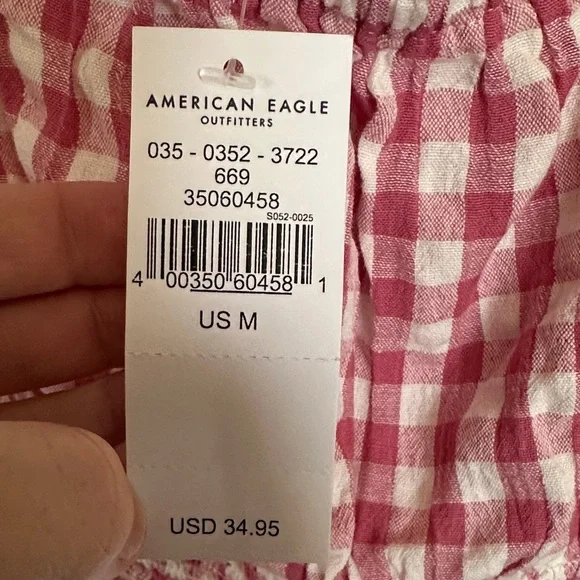 AMERICAN EAGLE
OUTFITTERS
035 - 0352 - 3722
669
35060458
S052-0025
4 00350 60458 1
US M
USD 34.95